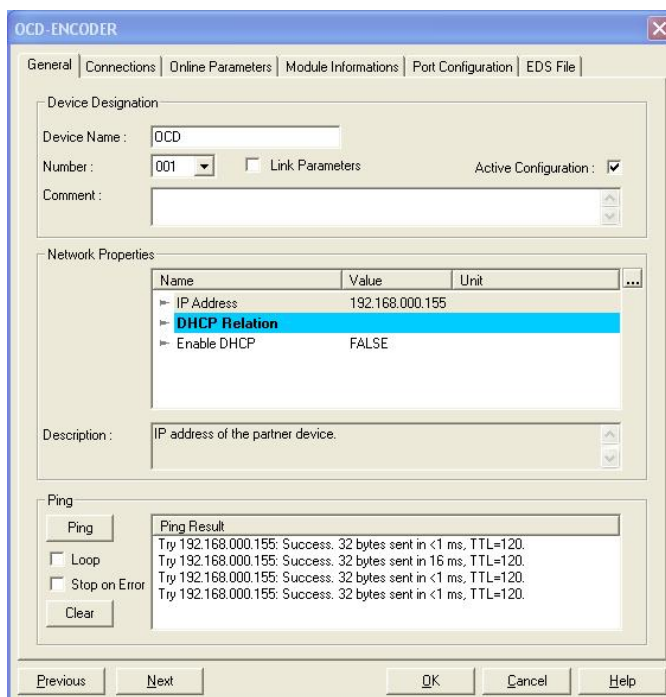 OCD-ENCODER
General Connections Online Parameters Module Informations Port Configuration EDS File
Device Designation
Device Name : OCD
Number : 001 Link Parameters Active Configuration :
Comment :
Network Properties
Name Value Unit ...
IP Address 192.168.000.155
DHCP Relation
Enable DHCP FALSE
Description : IP address of the partner device.
Ping
Ping Ping Result
Try 192.168.000.155: Success. 32 bytes sent in <1 ms, TTL=120.
Loop Try 192.168.000.155: Success. 32 bytes sent in 16 ms, TTL=120.
Try 192.168.000.155: Success. 32 bytes sent in <1 ms, TTL=120.
Stop on Error Try 192.168.000.155: Success. 32 bytes sent in <1 ms, TTL=120.
Clear
Previous Next OK Cancel Help